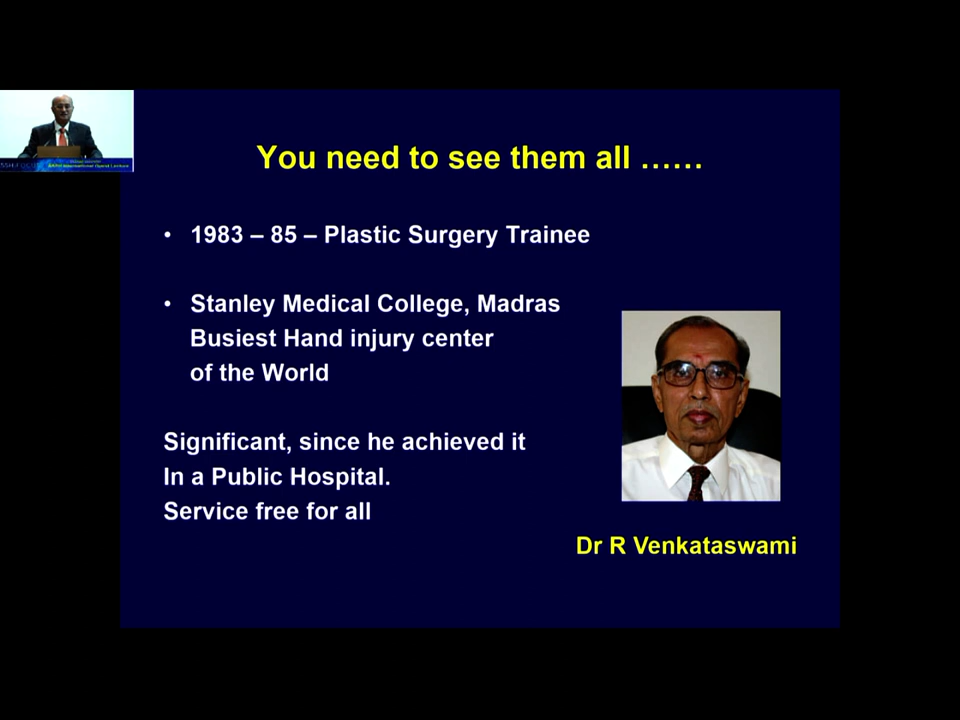 You need to see them all ......
• 1983 – 85 – Plastic Surgery Trainee
• Stanley Medical College, Madras
Busiest Hand injury center
of the World
Significant, since he achieved it
In a Public Hospital.
Service free for all
Dr R Venkataswami